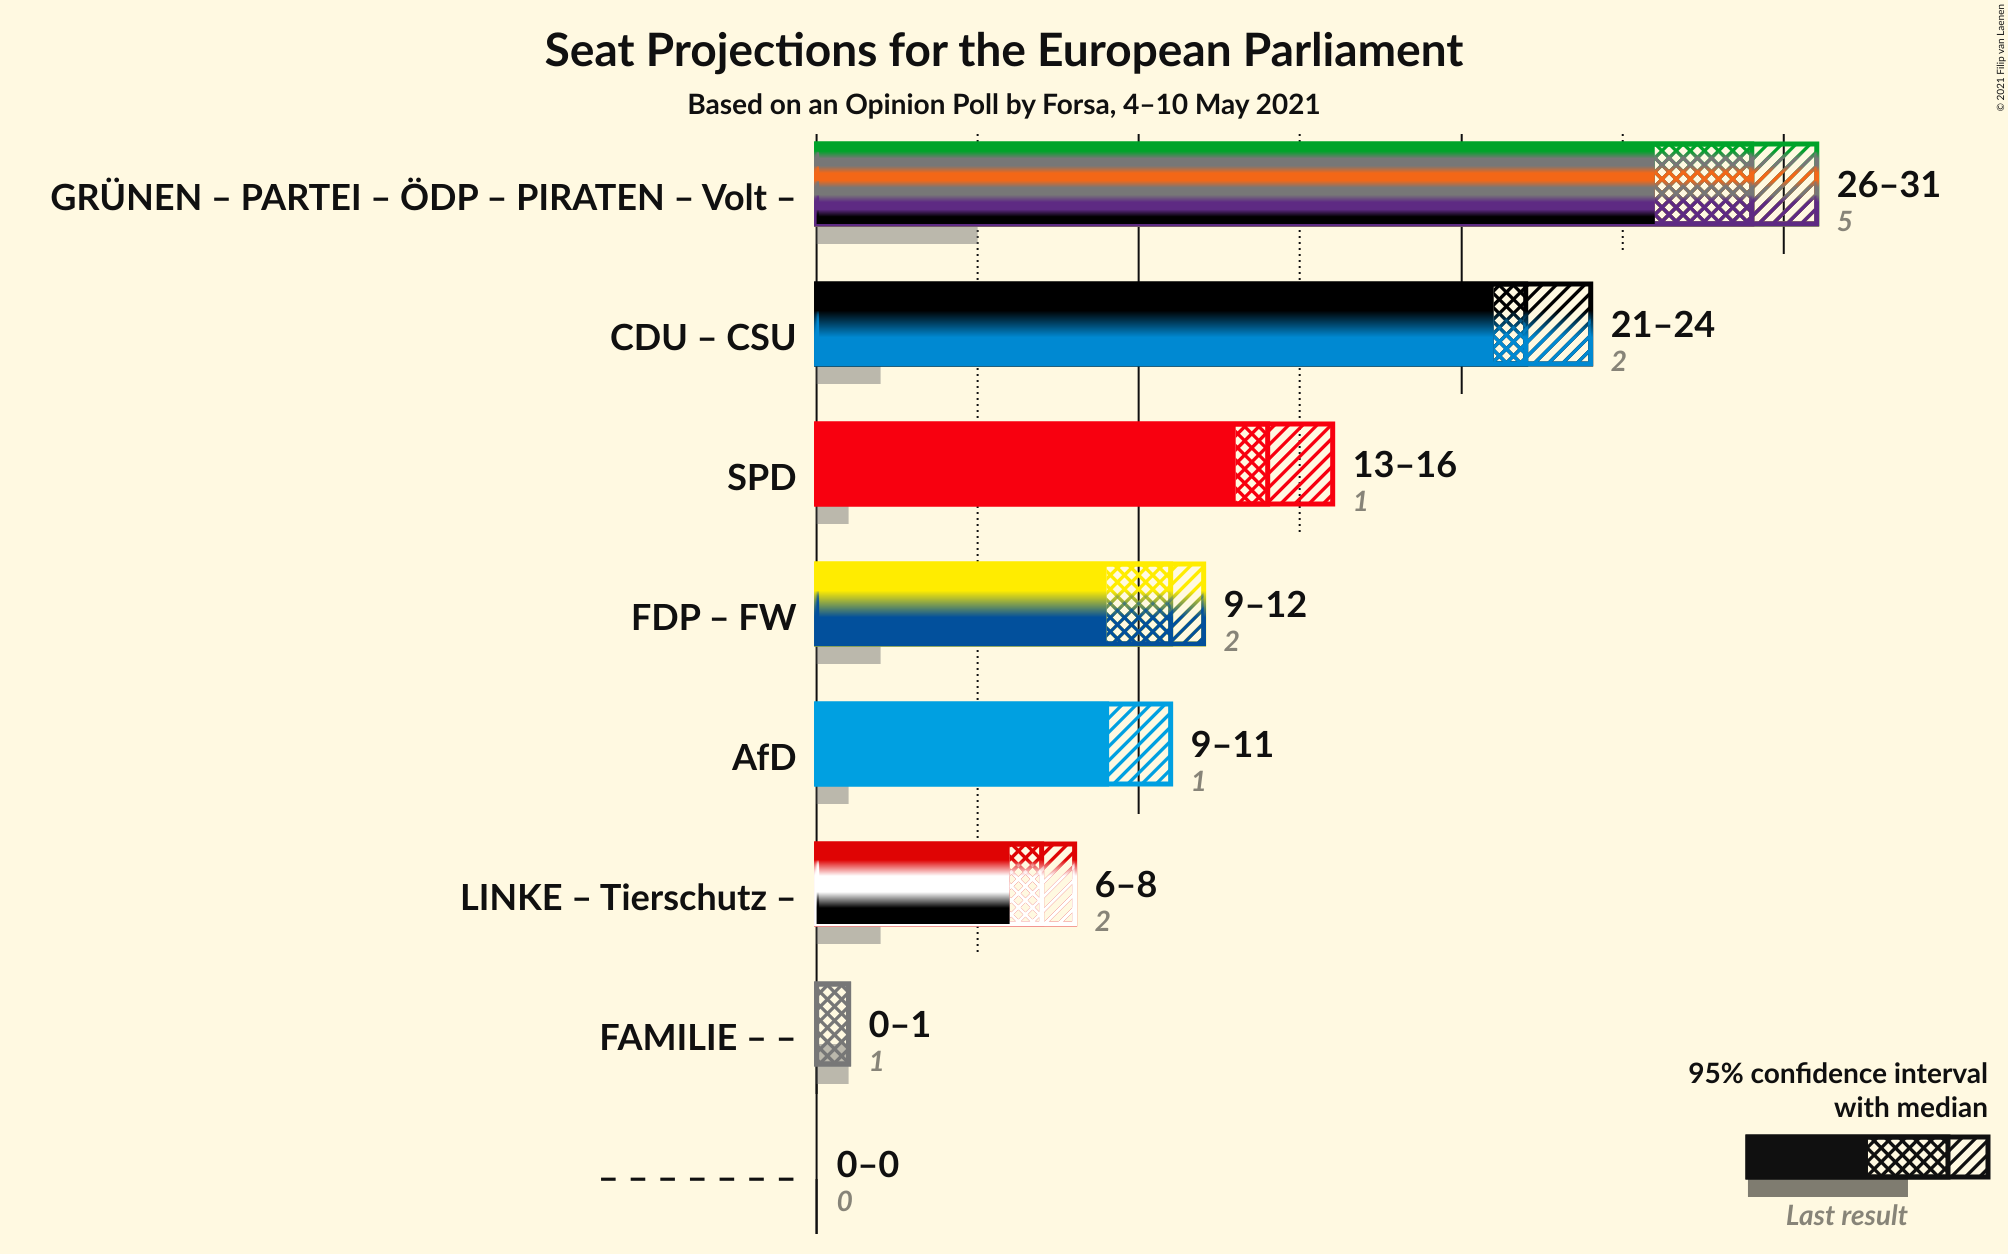 Seat Projections for the European Parliament
Based on an Opinion Poll by Forsa, 4–10 May 2021
© 2021 Filip van Laenen
GRÜNEN – PARTEI – ÖDP – PIRATEN – Volt –
26–31
5
CDU – CSU
21–24
2
SPD
13–16
1
FDP – FW
9–12
2
AfD
9–11
1
LINKE – Tierschutz –
6–8
2
FAMILIE – –
0–1
1
– – – – – – –
0–0
0
95% confidence interval
with median
Last result